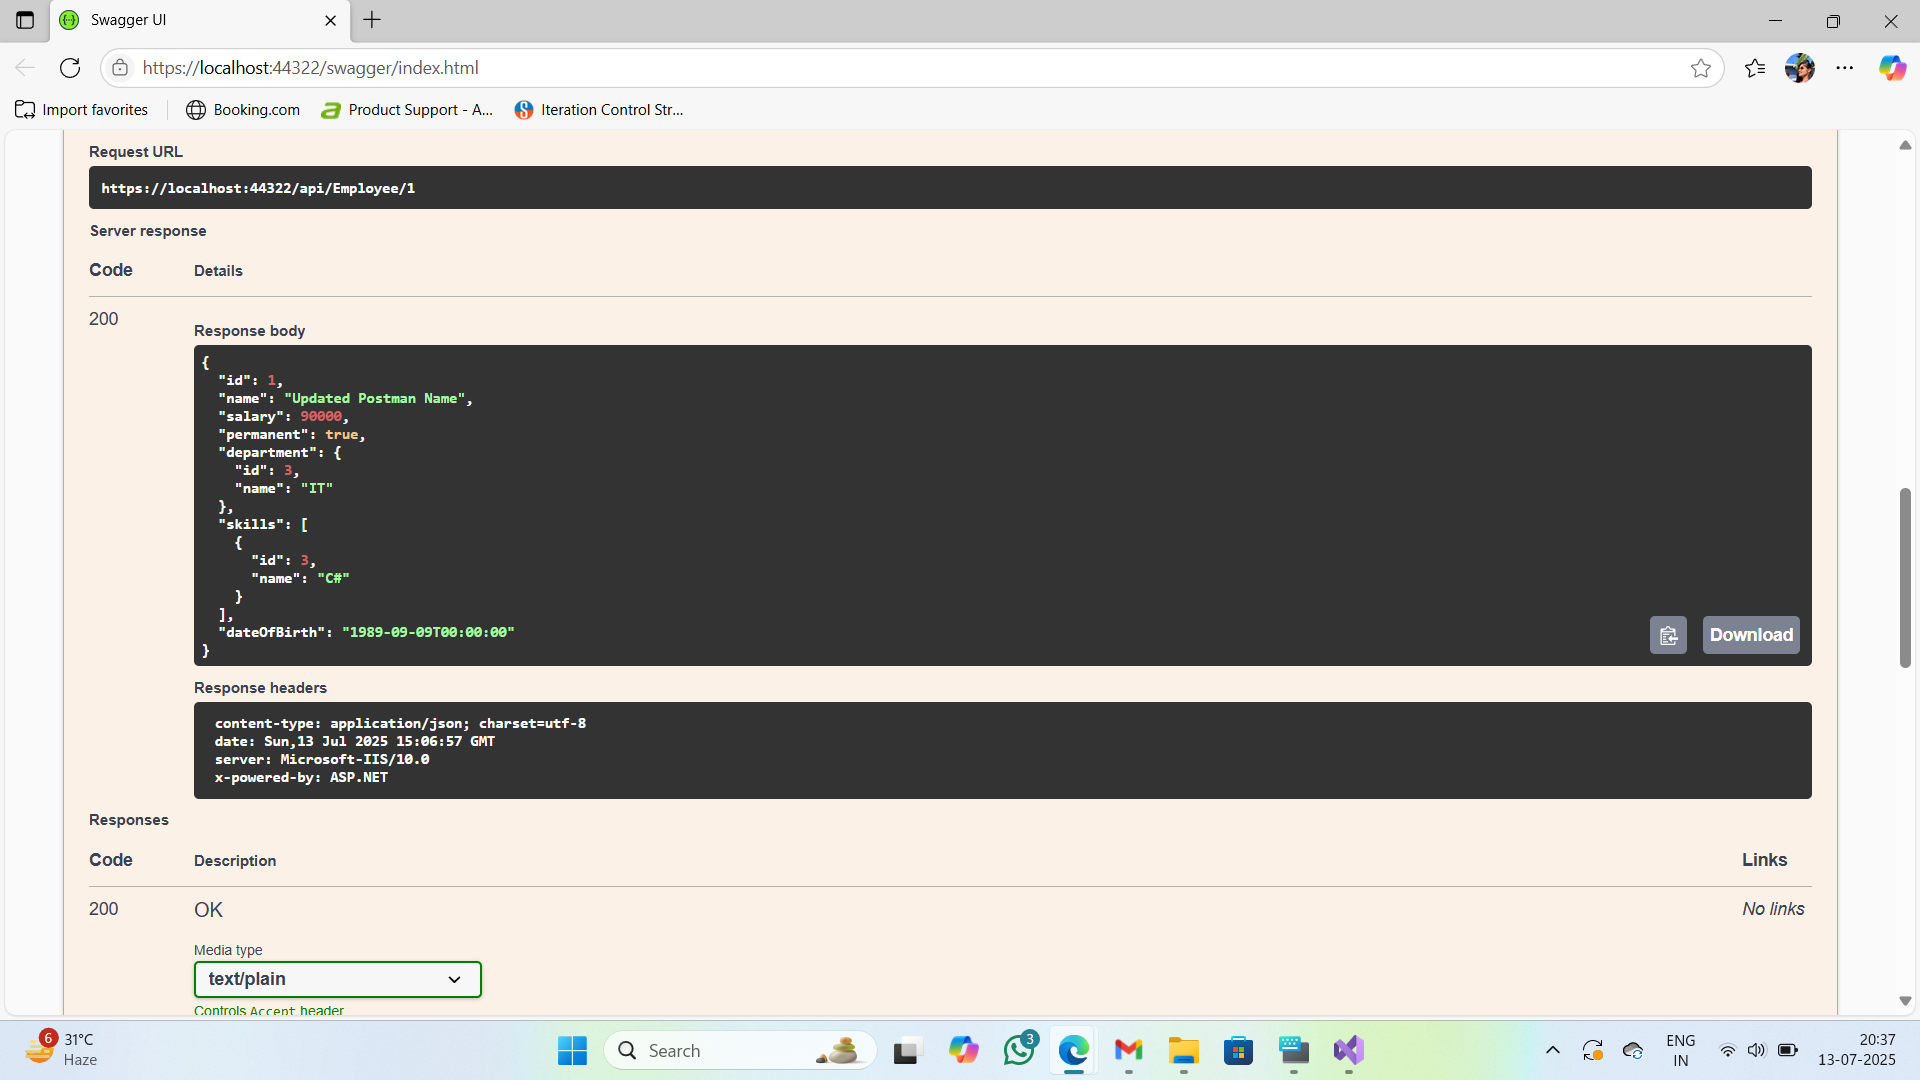 Swagger UI
https://localhost:44322/swagger/index.html
Import favorites
Booking.com
Product Support - A...
Iteration Control Str...
Request URL
https://localhost:44322/api/Employee/1
Server response
Code Details
200
Response body
{
  "id": 1,
  "name": "Updated Postman Name",
  "salary": 90000,
  "permanent": true,
  "department": {
    "id": 3,
    "name": "IT"
  },
  "skills": [
    {
      "id": 3,
      "name": "C#"
    }
  ],
  "dateOfBirth": "1989-09-09T00:00:00"
}
Download
Response headers
content-type: application/json; charset=utf-8
date: Sun,13 Jul 2025 15:06:57 GMT
server: Microsoft-IIS/10.0
x-powered-by: ASP.NET
Responses
Code Description Links
200 OK No links
Media type
text/plain
Controls Accept header
6
31°C
Haze
Search
3
ENG
IN
20:37
13-07-2025